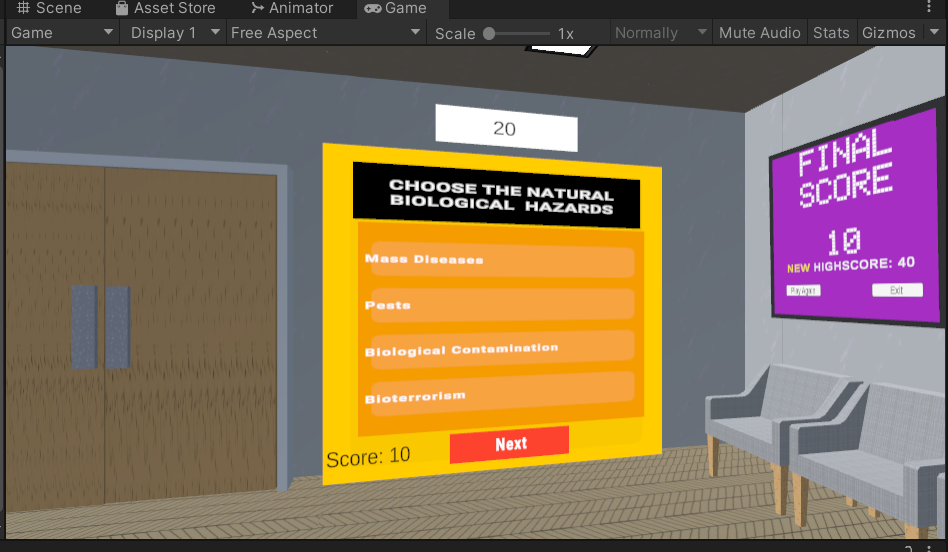 Scene
Asset Store
Animator
Game
Game
Display 1
Free Aspect
Scale
1x
Normally
Mute Audio
Stats
Gizmos
20
CHOOSE THE NATURAL
BIOLOGICAL HAZARDS
Mass Diseases
Pests
Biological Contamination
Bioterrorism
Next
Score: 10
FINAL
SCORE
10
NEW HIGHSCORE: 40
Play Again
Exit